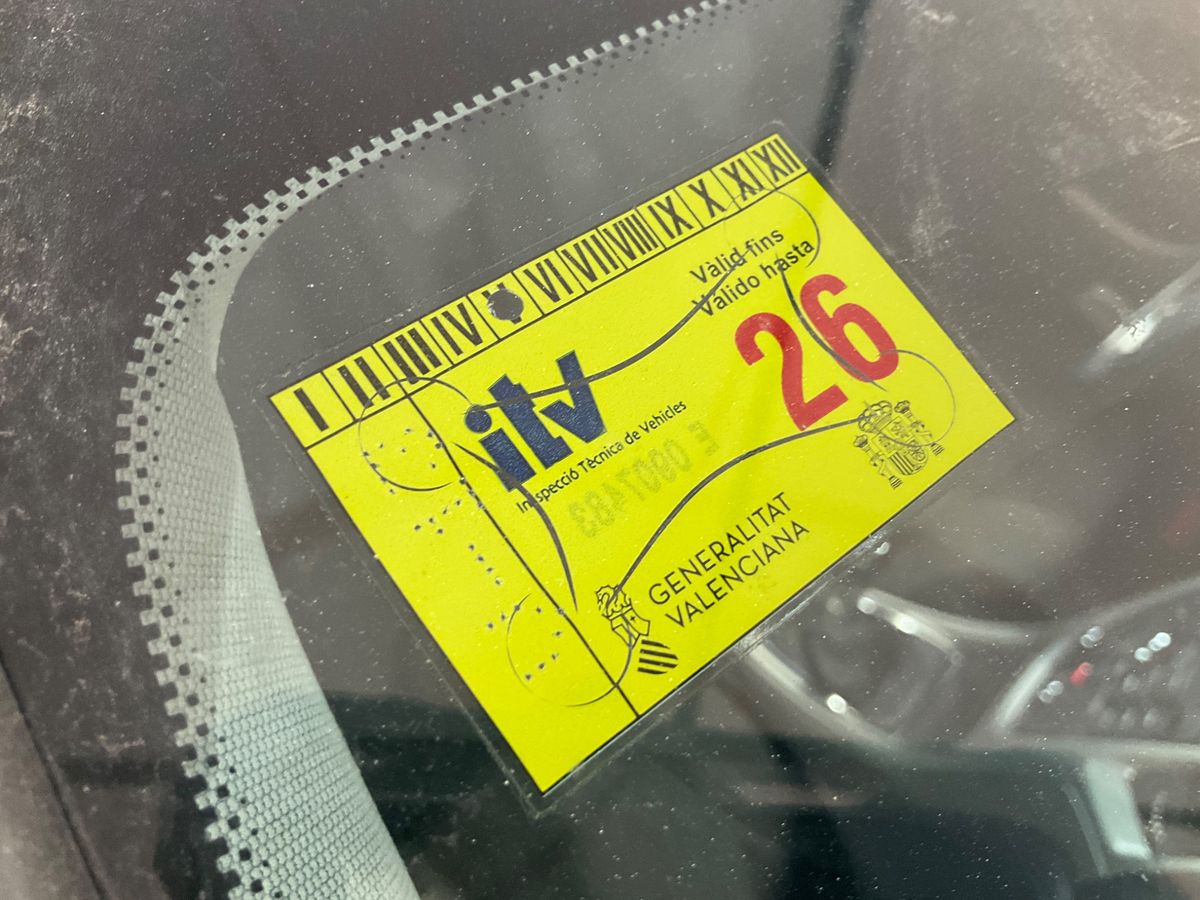 I II III IV V VI VII VIII IX X XI XII
Vàlid fins
Válido hasta
26
itv
Inspecció Tècnica de Vehicles
E 0907483
GENERALITAT
VALENCIANA